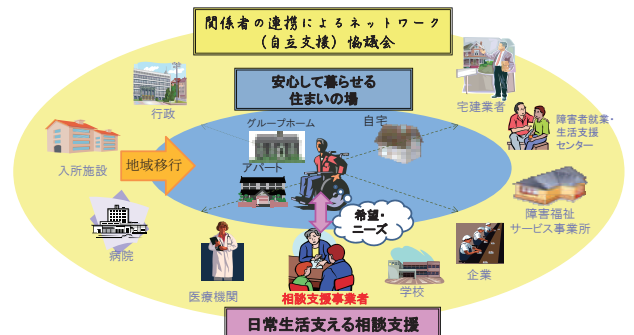 関係者の連携によるネットワーク
（自立支援）協議会
安心して暮らせる
住まいの場
行政
宅建業者
グループホーム
自宅
障害者就業・
生活支援
センター
入所施設
地域移行
アパート
希望・
ニーズ
障害福祉
サービス事業所
病院
医療機関
相談支援事業者
学校
企業
日常生活支える相談支援